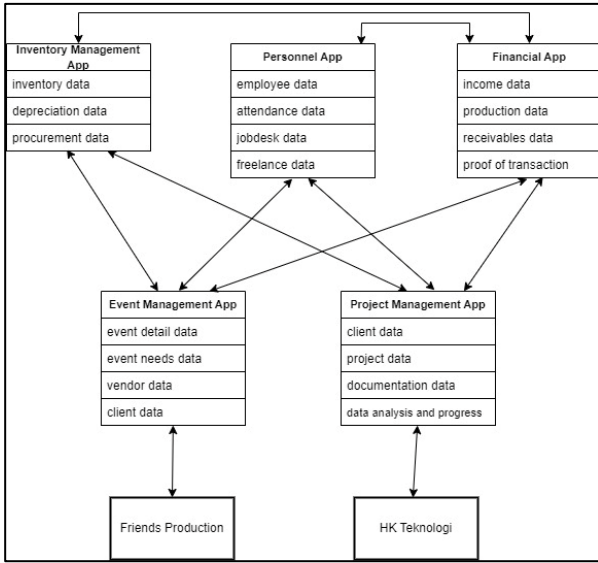 Inventory Management
App
inventory data
depreciation data
procurement data
Personnel App
employee data
attendance data
jobdesk data
freelance data
Financial App
income data
production data
receivables data
proof of transaction
Event Management App
event detail data
event needs data
vendor data
client data
Project Management App
client data
project data
documentation data
data analysis and progress
Friends Production
HK Teknologi